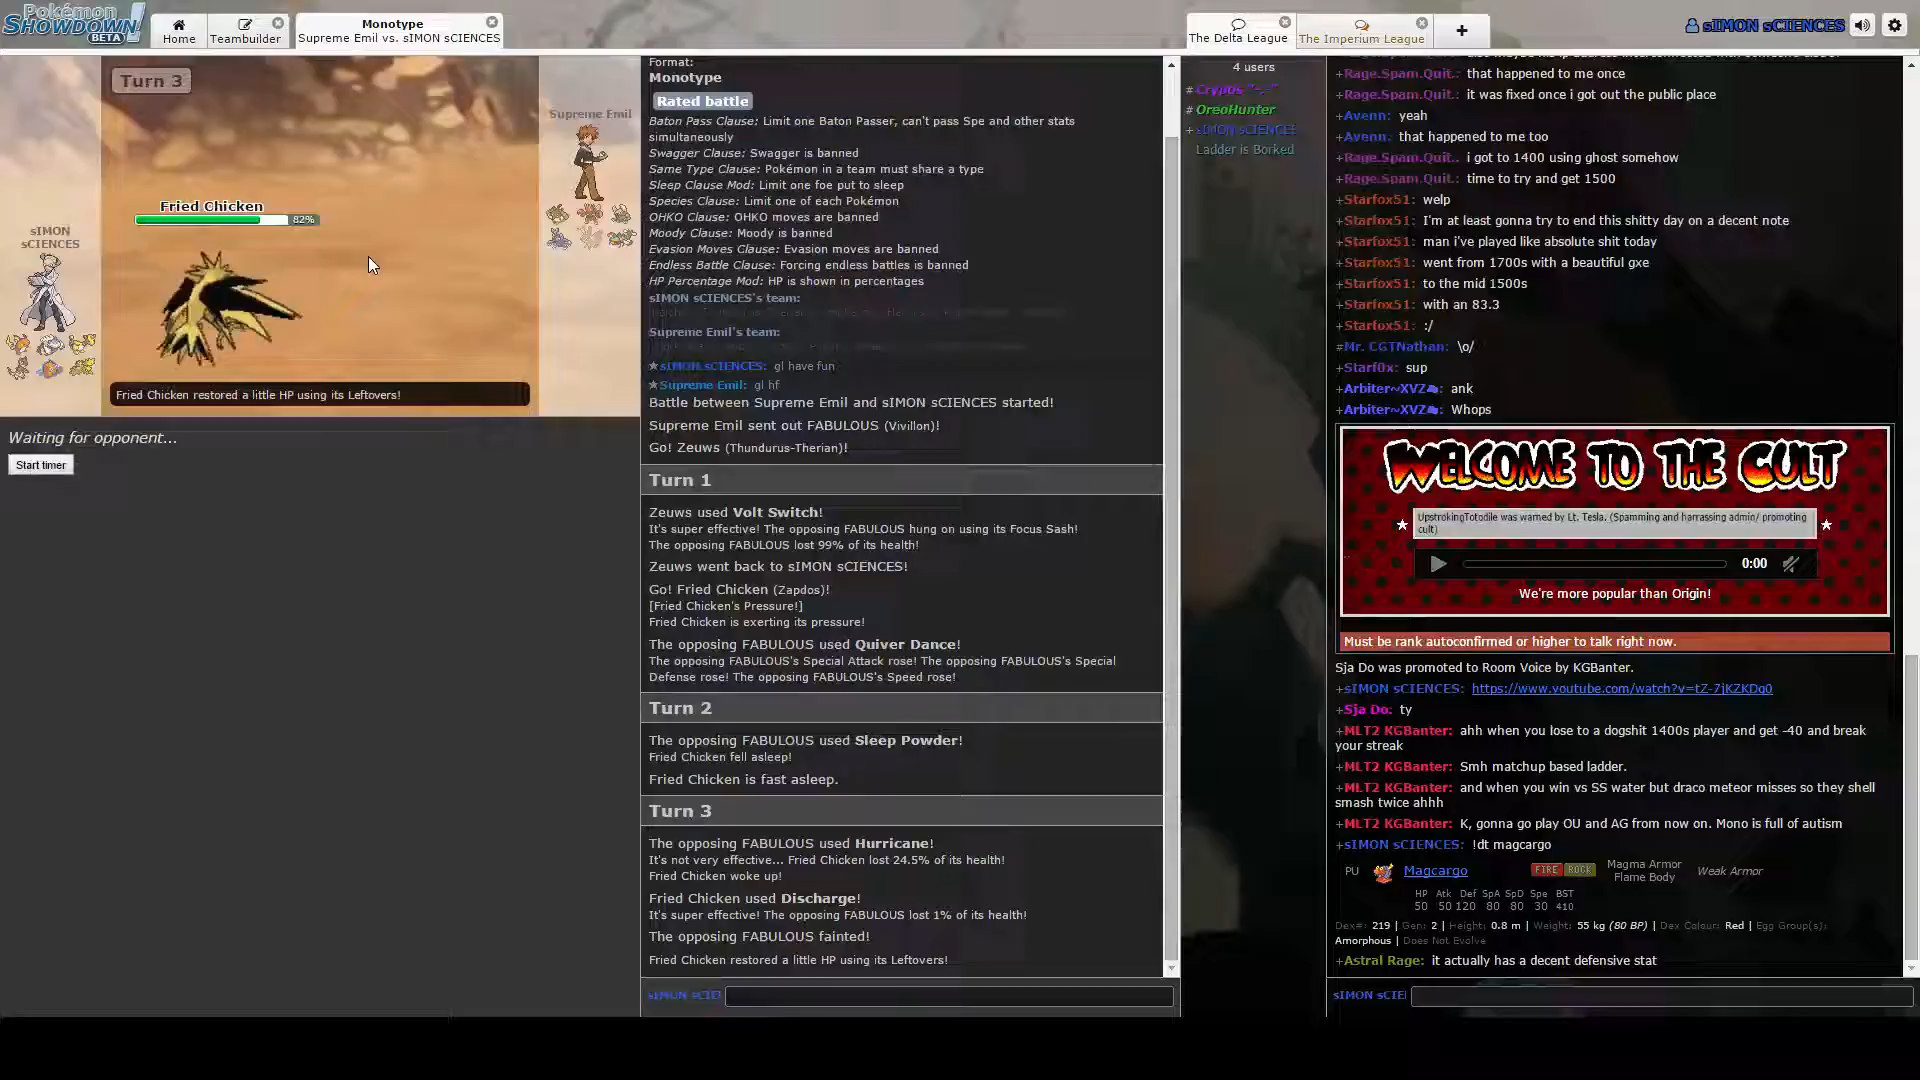 Pokémon
SHOWDOWN!
BETA
Home
Teambuilder
Monotype
Supreme Emil vs. sIMON sCIENCES
The Delta League
The Imperium League
+
sIMON sCIENCES
Turn 3
Fried Chicken
82%
sIMON
sCIENCES
Supreme Emil
Fried Chicken restored a little HP using its Leftovers!
Waiting for opponent...
Start timer
Format:
Monotype
Rated battle
Baton Pass Clause: Limit one Baton Passer, can't pass Spe and other stats
simultaneously
Swagger Clause: Swagger is banned
Same Type Clause: Pokémon in a team must share a type
Sleep Clause Mod: Limit one foe put to sleep
Species Clause: Limit one of each Pokémon
OHKO Clause: OHKO moves are banned
Moody Clause: Moody is banned
Evasion Moves Clause: Evasion moves are banned
Endless Battle Clause: Forcing endless battles is banned
HP Percentage Mod: HP is shown in percentages
sIMON sCIENCES's team:
Supreme Emil's team:
★sIMON sCIENCES: gl have fun
★Supreme Emil: gl hf
Battle between Supreme Emil and sIMON sCIENCES started!
Supreme Emil sent out FABULOUS (Vivillon)!
Go! Zeuws (Thundurus-Therian)!
Turn 1
Zeuws used Volt Switch!
It's super effective! The opposing FABULOUS hung on using its Focus Sash!
The opposing FABULOUS lost 99% of its health!
Zeuws went back to sIMON sCIENCES!
Go! Fried Chicken (Zapdos)!
[Fried Chicken's Pressure!]
Fried Chicken is exerting its pressure!
The opposing FABULOUS used Quiver Dance!
The opposing FABULOUS's Special Attack rose! The opposing FABULOUS's Special
Defense rose! The opposing FABULOUS's Speed rose!
Turn 2
The opposing FABULOUS used Sleep Powder!
Fried Chicken fell asleep!
Fried Chicken is fast asleep.
Turn 3
The opposing FABULOUS used Hurricane!
It's not very effective... Fried Chicken lost 24.5% of its health!
Fried Chicken woke up!
Fried Chicken used Discharge!
It's super effective! The opposing FABULOUS lost 1% of its health!
The opposing FABULOUS fainted!
Fried Chicken restored a little HP using its Leftovers!
sIMON sCIE
4 users
#Crypos "-.-"
#OreoHunter
+sIMON sCIENCES
Ladder is Borked
+Rage.Spam.Quit.: that happened to me once
+Rage.Spam.Quit.: it was fixed once i got out the public place
+Avenn: yeah
+Avenn: that happened to me too
+Rage.Spam.Quit.: i got to 1400 using ghost somehow
+Rage.Spam.Quit.: time to try and get 1500
+Starfox51: welp
+Starfox51: I'm at least gonna try to end this shitty day on a decent note
+Starfox51: man i've played like absolute shit today
+Starfox51: went from 1700s with a beautiful gxe
+Starfox51: to the mid 1500s
+Starfox51: with an 83.3
+Starfox51: :/
#Mr. CGTNathan: \o/
+Starf0x: sup
+Arbiter~XVZ: ank
+Arbiter~XVZ: Whops
WELCOME TO THE CULT
UpstrokingTotodile was warned by Lt. Tesla. (Spamming and harrassing admin/ promoting
cult)
0:00
We're more popular than Origin!
Must be rank autoconfirmed or higher to talk right now.
Sja Do was promoted to Room Voice by KGBanter.
+sIMON sCIENCES: https://www.youtube.com/watch?v=tZ-7jKZKDg0
+Sja Do: ty
+MLT2 KGBanter: ahh when you lose to a dogshit 1400s player and get -40 and break
your streak
+MLT2 KGBanter: Smh matchup based ladder.
+MLT2 KGBanter: and when you win vs SS water but draco meteor misses so they shell
smash twice ahhh
+MLT2 KGBanter: K, gonna go play OU and AG from now on. Mono is full of autism
+sIMON sCIENCES: !dt magcargo
PU Magcargo FIRE ROCK Magma Armor Flame Body Weak Armor
HP Atk Def SpA SpD Spe BST
50 50 120 80 80 30 410
Dex#: 219 | Gen: 2 | Height: 0.8 m | Weight: 55 kg (80 BP) | Dex Colour: Red | Egg Group(s):
Amorphous | Does Not Evolve
+Astral Rage: it actually has a decent defensive stat
sIMON sCIE